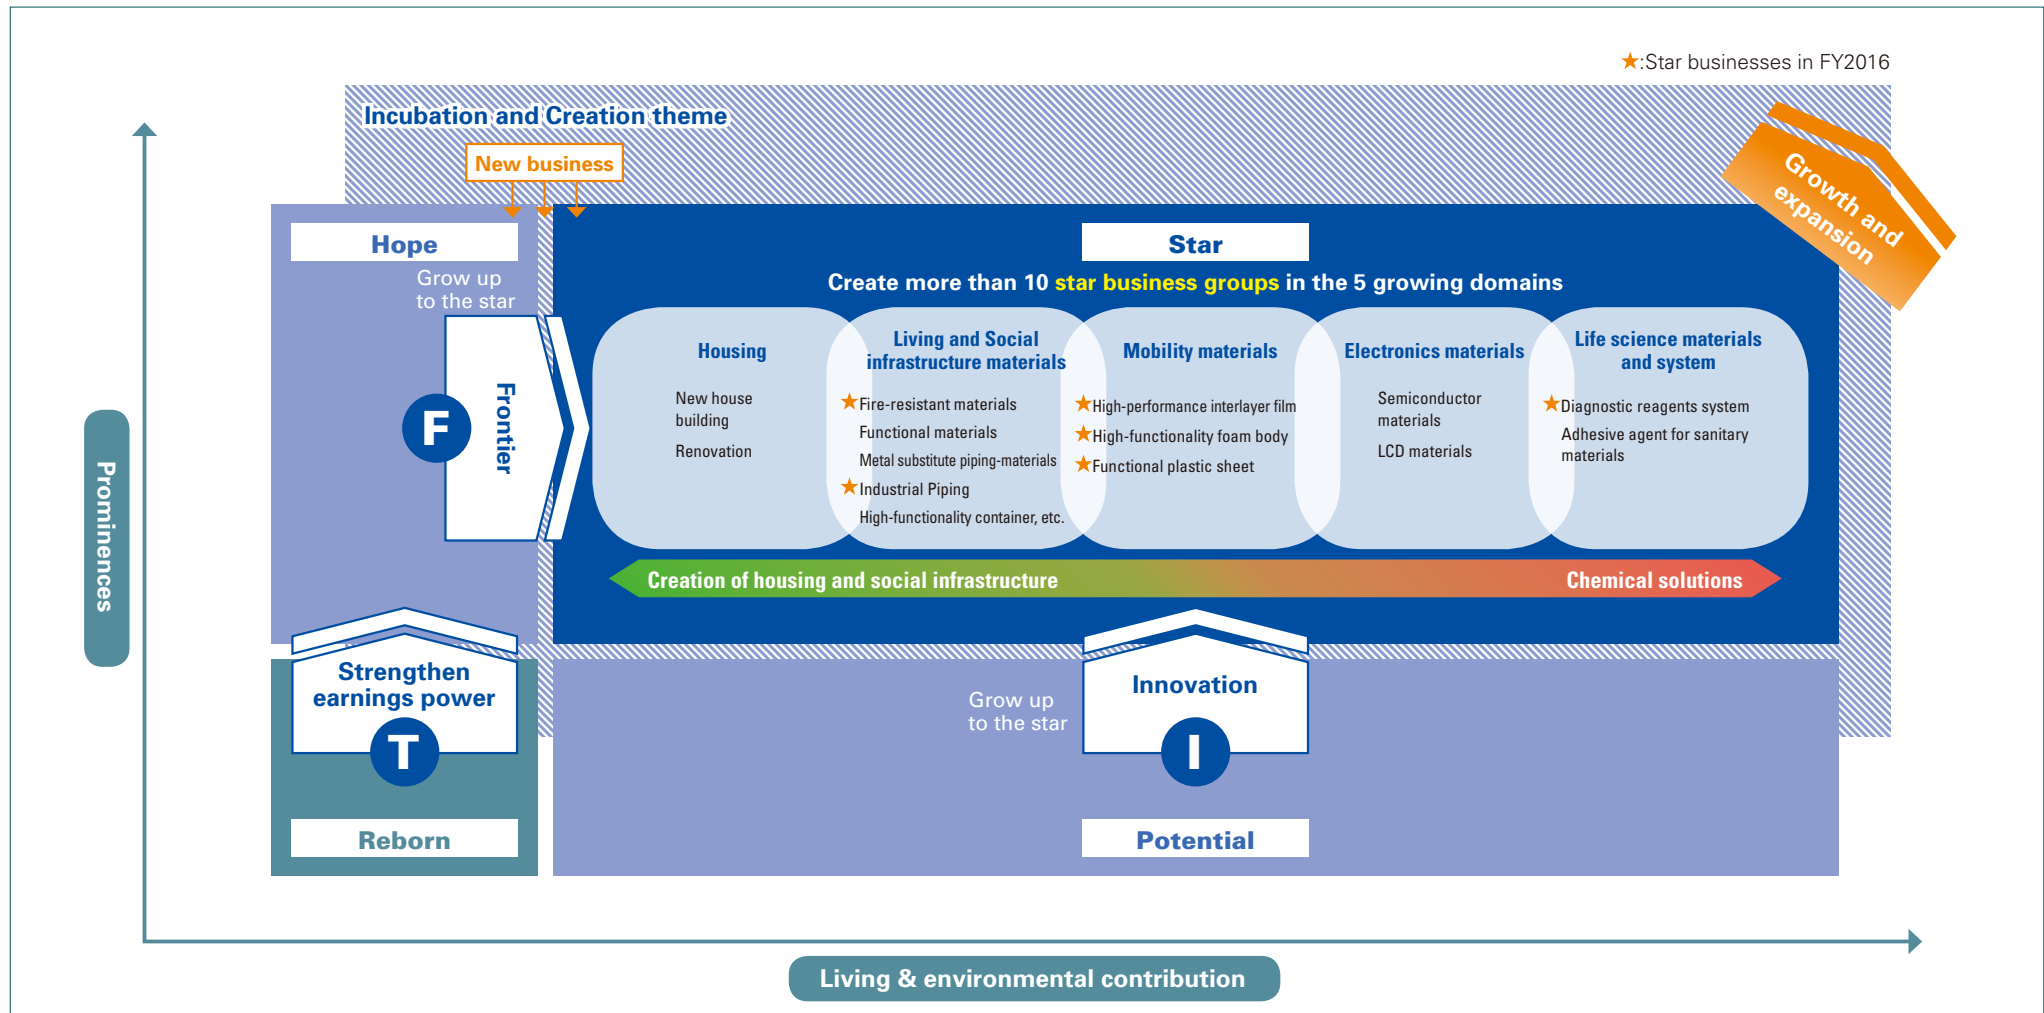 ★:Star businesses in FY2016
Incubation and Creation theme
New business
Growth and
expansion
Hope
Grow up
to the star
F
Frontier
Star
Create more than 10 star business groups in the 5 growing domains
Housing
New house
building
Renovation
Living and Social
infrastructure materials
★Fire-resistant materials
Functional materials
Metal substitute piping-materials
★Industrial Piping
High-functionality container, etc.
Mobility materials
★High-performance interlayer film
★High-functionality foam body
★Functional plastic sheet
Electronics materials
Semiconductor
materials
LCD materials
Life science materials
and system
★Diagnostic reagents system
Adhesive agent for sanitary
materials
Creation of housing and social infrastructure
Chemical solutions
Prominences
Strengthen
earnings power
T
Reborn
Grow up
to the star
Innovation
I
Potential
Living & environmental contribution